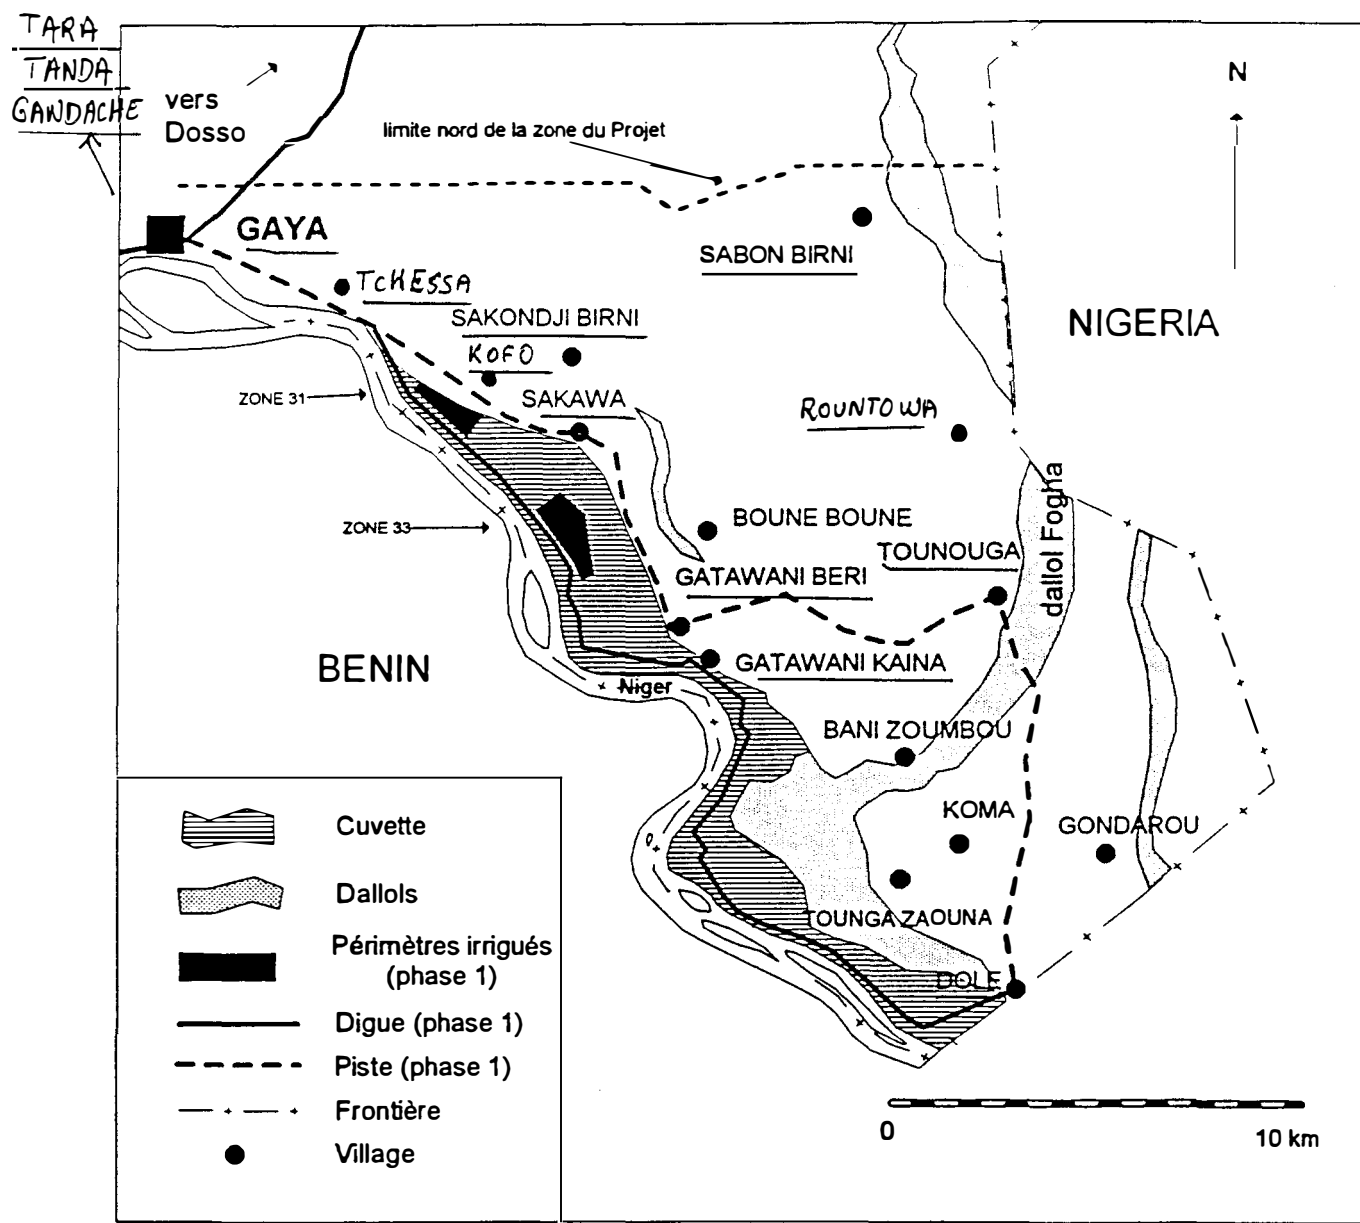 TARA
TANDA
GANDACHE
vers
Dosso
limite nord de la zone du Projet
N
GAYA
SABON BIRNI
TCHESSA
SAKONDJI BIRNI
NIGERIA
KOFO
ZONE 31
SAKAWA
ROUNTOWA
ZONE 33
BOUNE BOUNE
TOUNOUGA
dallol Fogha
GATAWANI BERI
BENIN
GATAWANI KAINA
Niger
BANI ZOUMBOU
KOMA
GONDAROU
TOUNGA ZAOUNA
DOLE
Cuvette
Dallols
Périmètres irrigués
(phase 1)
Digue (phase 1)
Piste (phase 1)
Frontière
Village
0
10 km